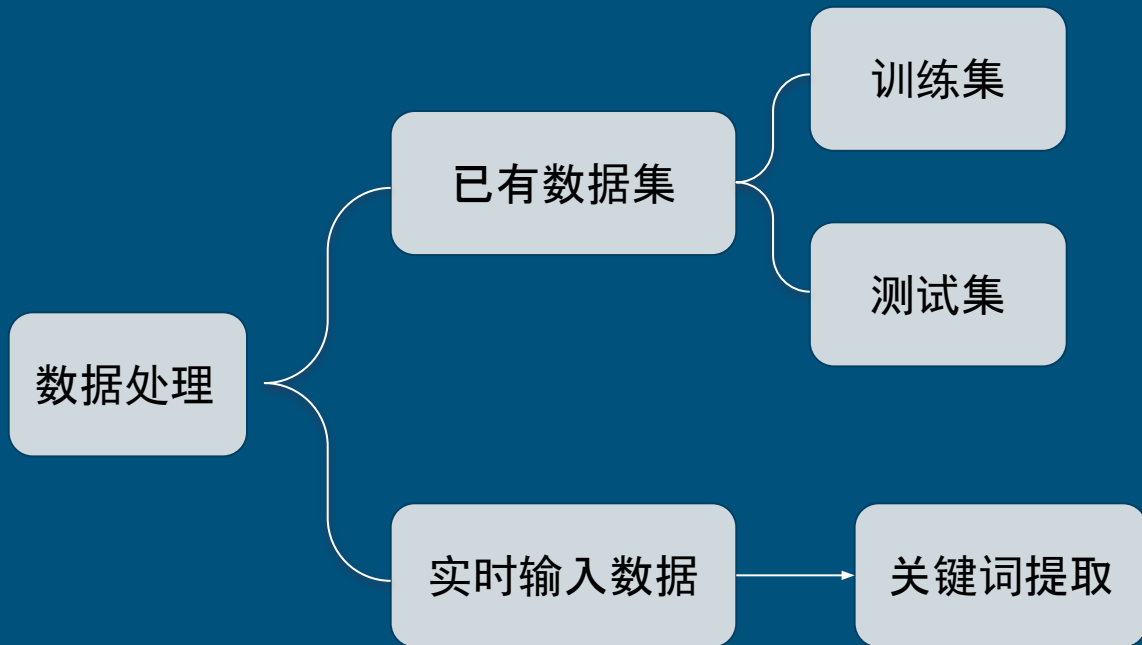 数据处理
已有数据集
训练集
测试集
实时输入数据
关键词提取